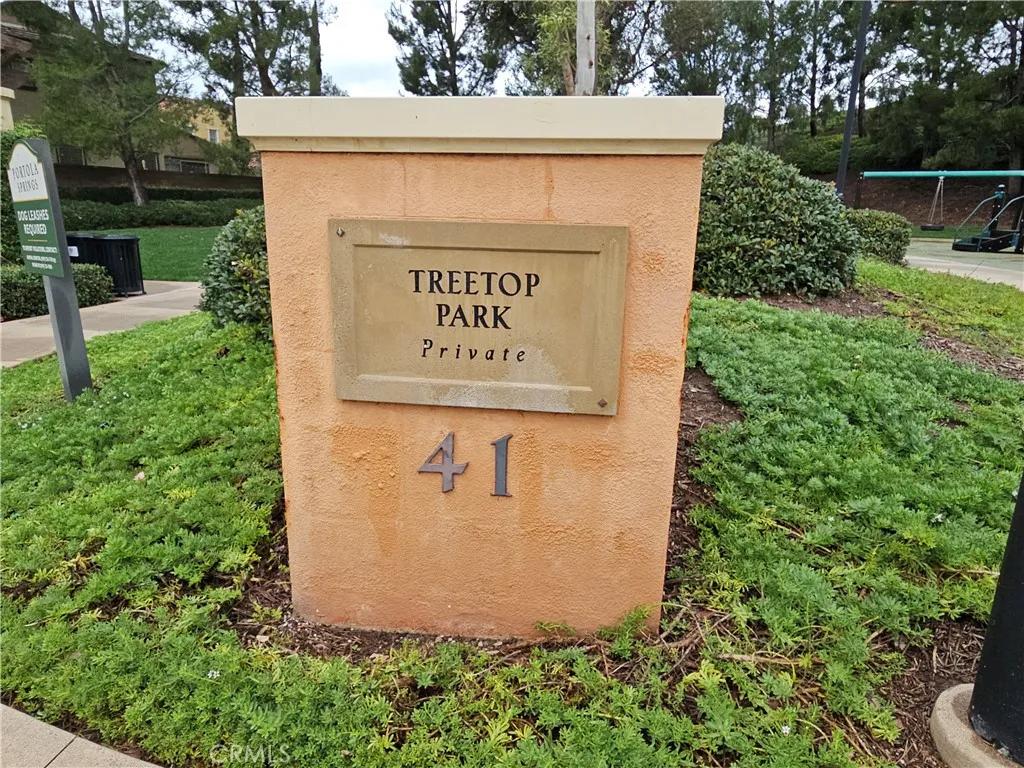 PORTOLA
SPRINGS
DOG LEASHES
REQUIRED
TREETOP
PARK
Private
41
CRMLS